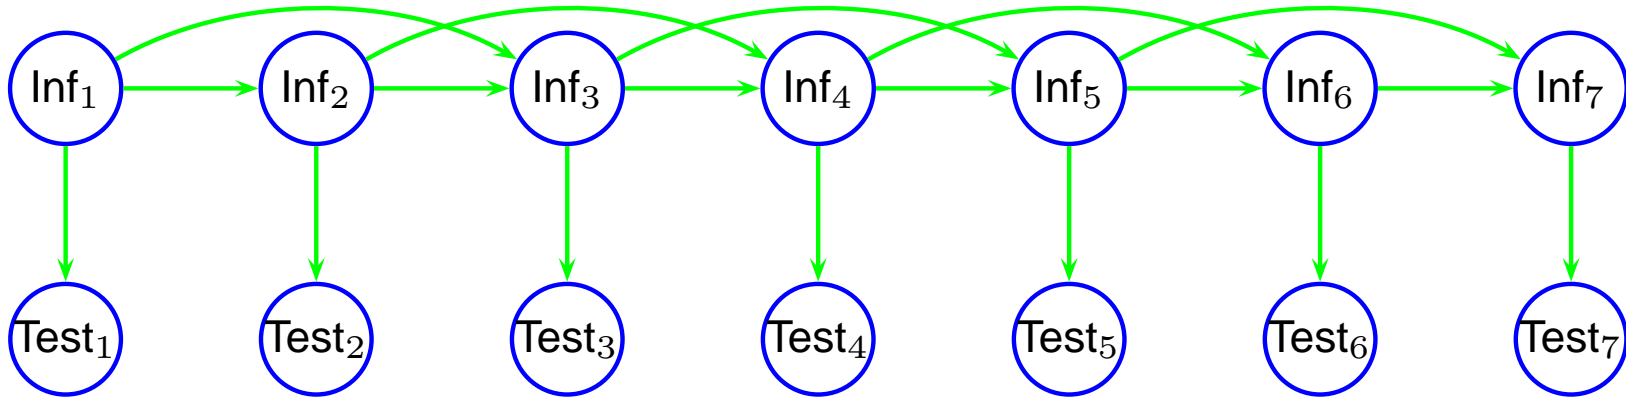 Inf₁ Inf₂ Inf₃ Inf₄ Inf₅ Inf₆ Inf₇
Test₁ Test₂ Test₃ Test₄ Test₅ Test₆ Test₇